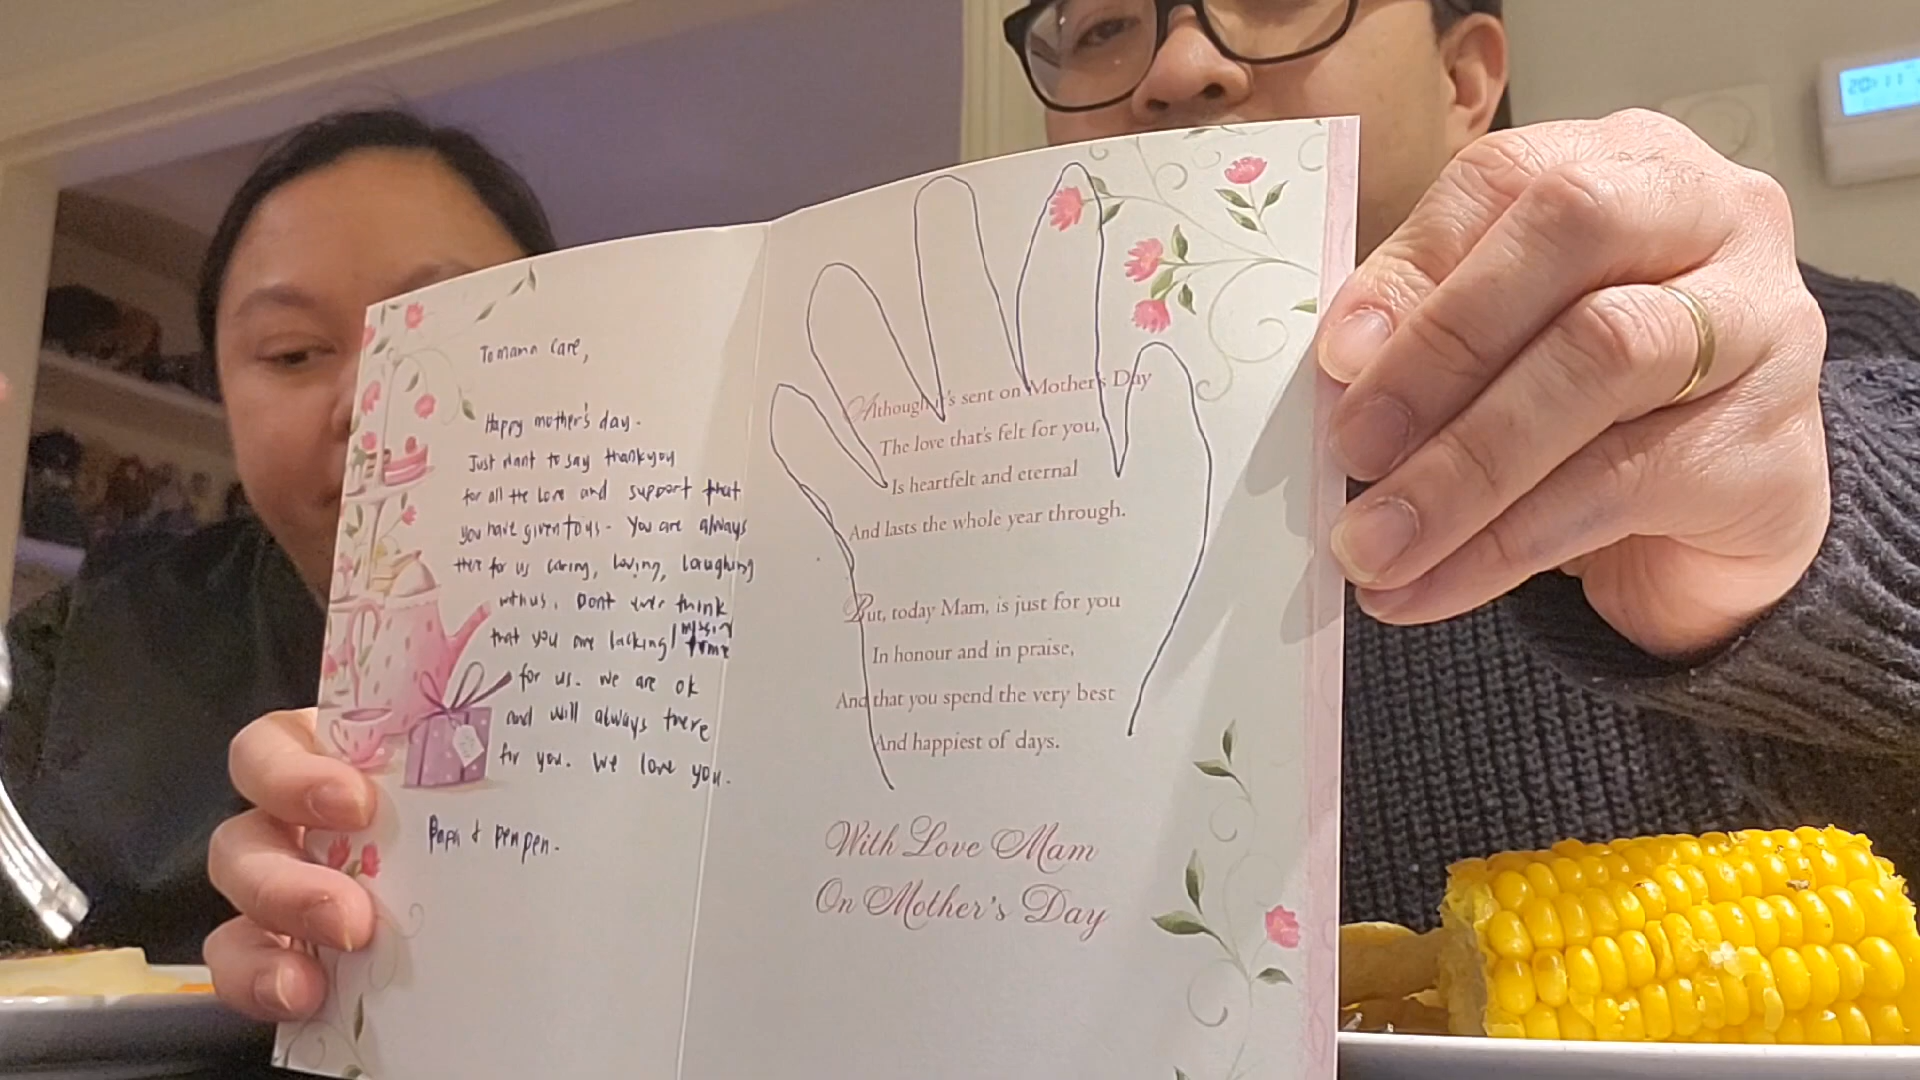 To mama Care,
Happy mother's day.
Just want to say thankyou
for all the love and support that
you have given to us. You are always
there for us caring, loving, laughing
with us. Dont ever think
that you are lacking/missing
time
for us. we are ok
and will always there
for you. We love you.
Papa & Penpen.
Although it's sent on Mother's Day
The love that's felt for you,
Is heartfelt and eternal
And lasts the whole year through.
But, today Mam, is just for you
In honour and in praise,
And that you spend the very best
And happiest of days.
With Love Mam
On Mother's Day
20:11